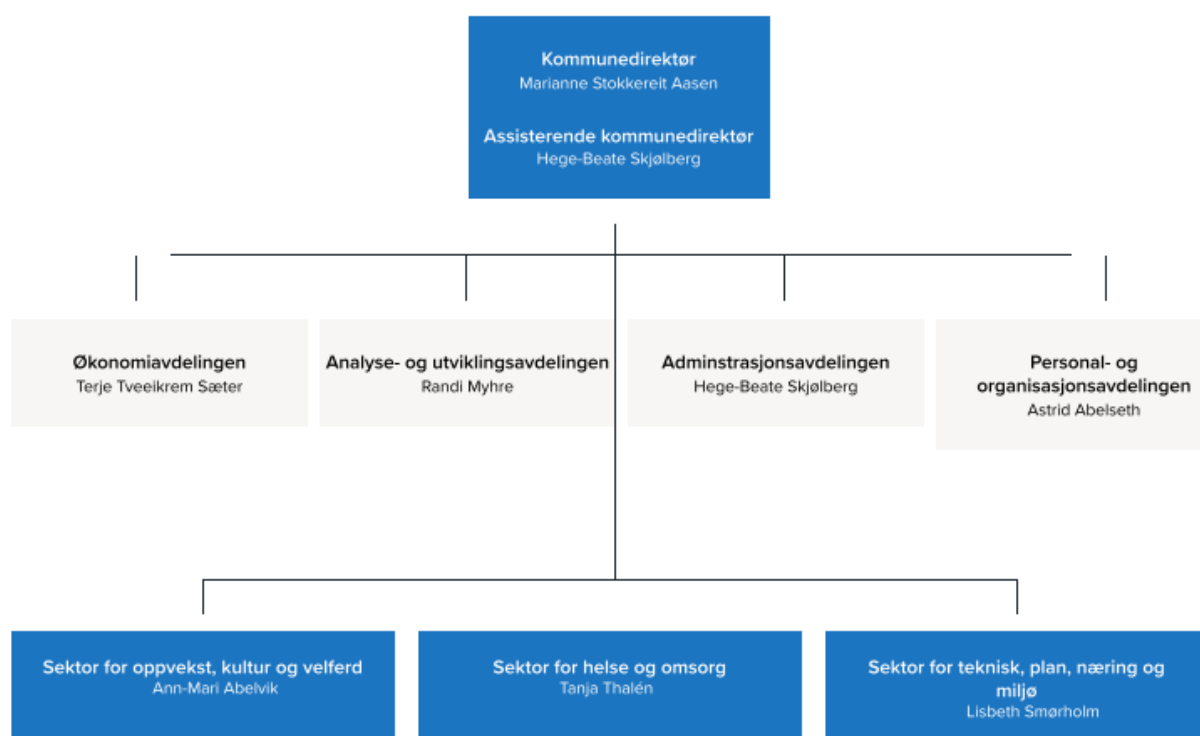 Kommunedirektør
Marianne Stokkereit Aasen
Assisterende kommunedirektør
Hege-Beate Skjølberg
Økonomiavdelingen
Terje Tveeikrem Sæter
Analyse- og utviklingsavdelingen
Randi Myhre
Adminstrasjonsavdelingen
Hege-Beate Skjølberg
Personal- og
organisasjonsavdelingen
Astrid Abelseth
Sektor for oppvekst, kultur og velferd
Ann-Mari Abelvik
Sektor for helse og omsorg
Tanja Thalén
Sektor for teknisk, plan, næring og
miljø
Lisbeth Smørholm